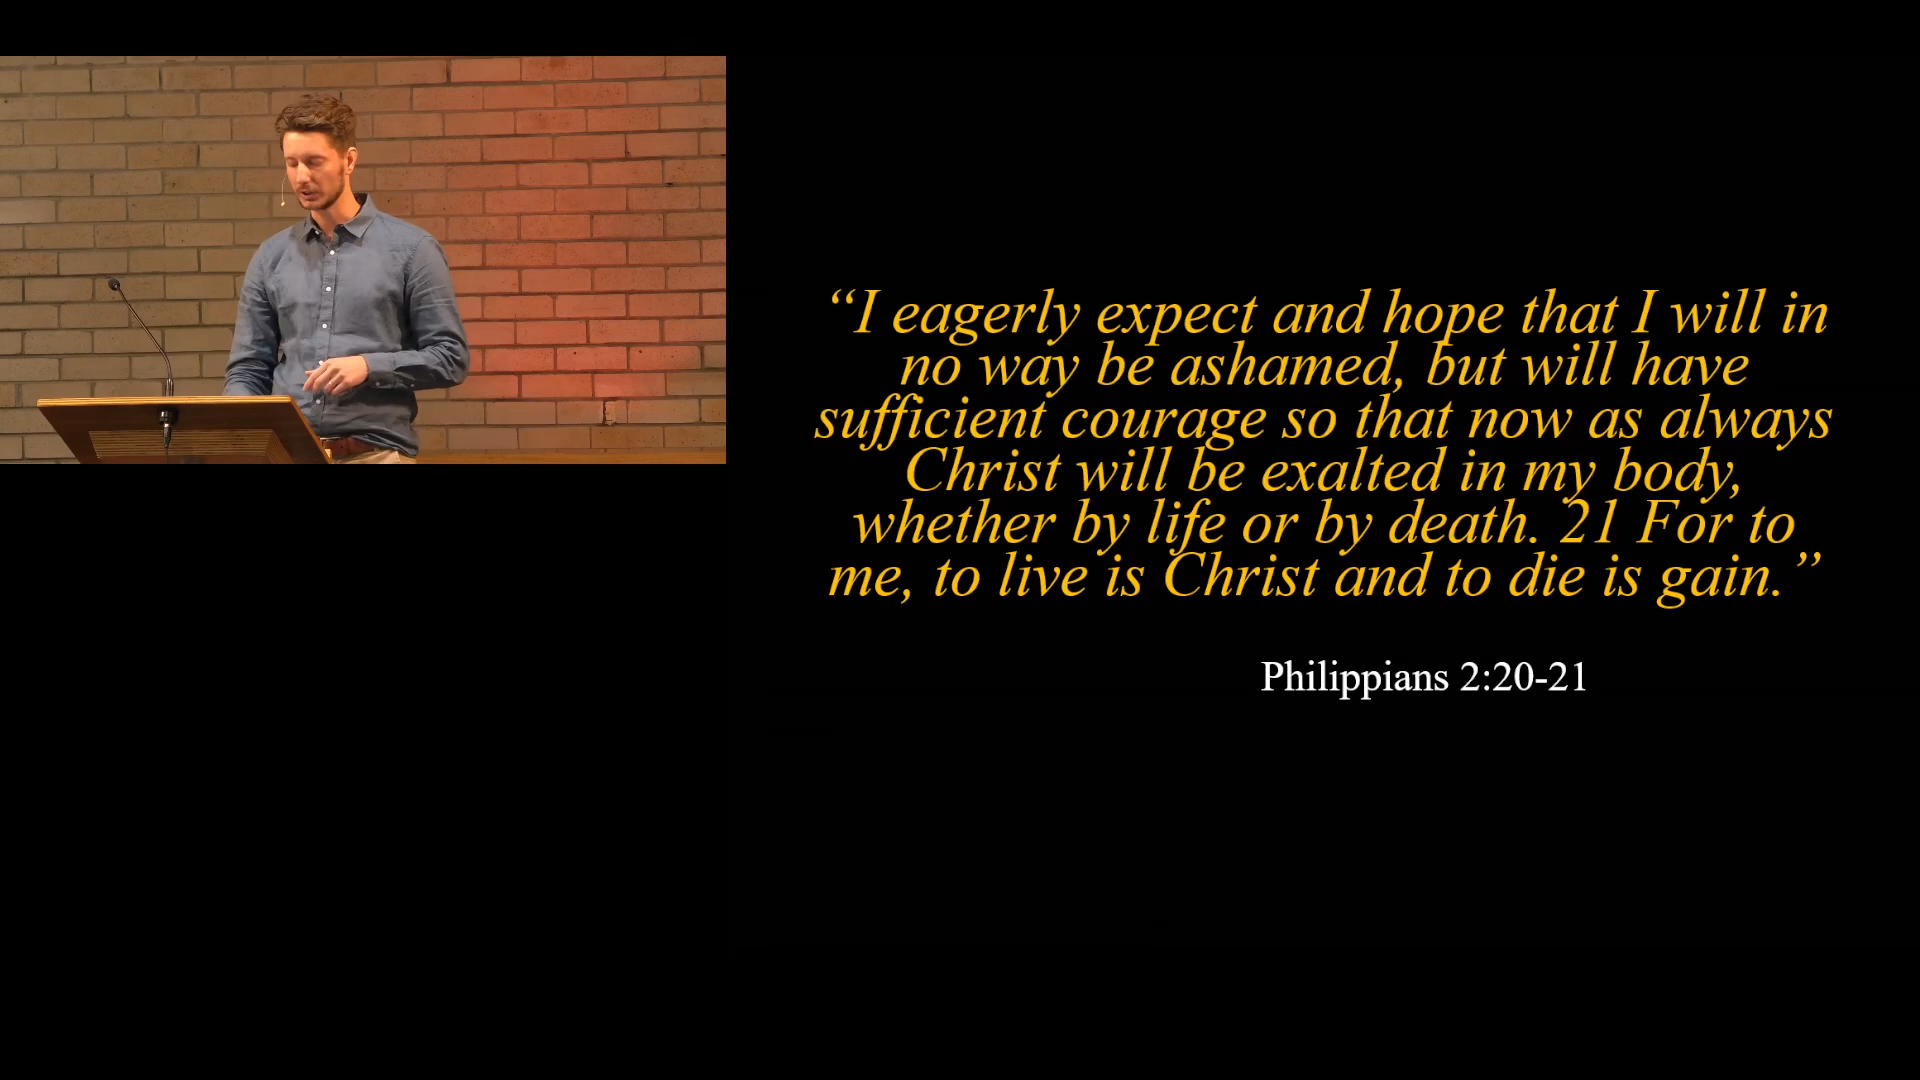 “I eagerly expect and hope that I will in
no way be ashamed, but will have
sufficient courage so that now as always
Christ will be exalted in my body,
whether by life or by death. 21 For to
me, to live is Christ and to die is gain.”
Philippians 2:20-21